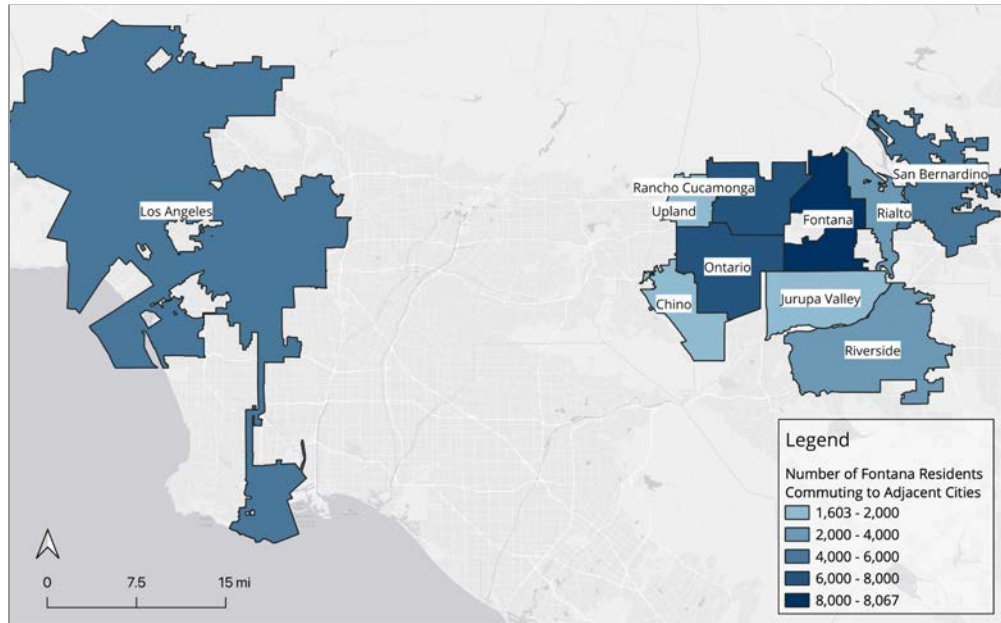 San Bernardino
Rancho Cucamonga
Upland
Los Angeles
Fontana
Rialto
Ontario
Chino
Jurupa Valley
Riverside
Legend
Number of Fontana Residents
Commuting to Adjacent Cities
1,603 - 2,000
2,000 - 4,000
4,000 - 6,000
6,000 - 8,000
8,000 - 8,067
0 7.5 15 mi